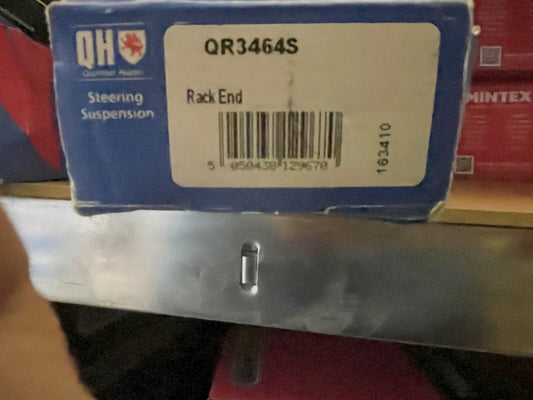 QH
QR3464S
Steering
Suspension
Rack End
5 050438 129670
163410
MINTEX